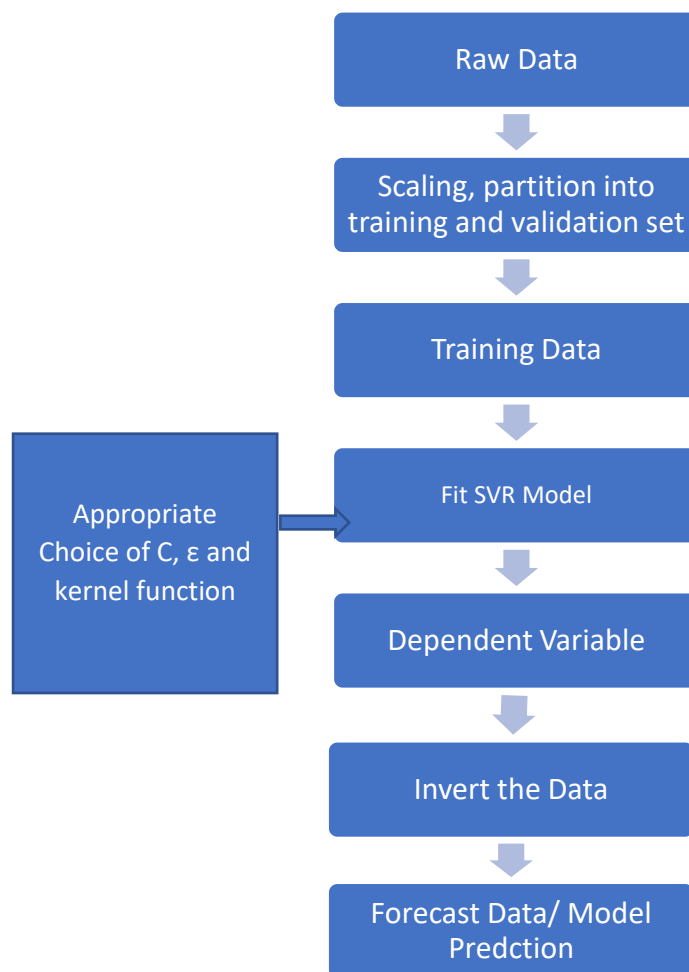 Raw Data
Scaling, partition into
training and validation set
Training Data
Appropriate
Choice of C, ε and
kernel function
Fit SVR Model
Dependent Variable
Invert the Data
Forecast Data/ Model
Predction